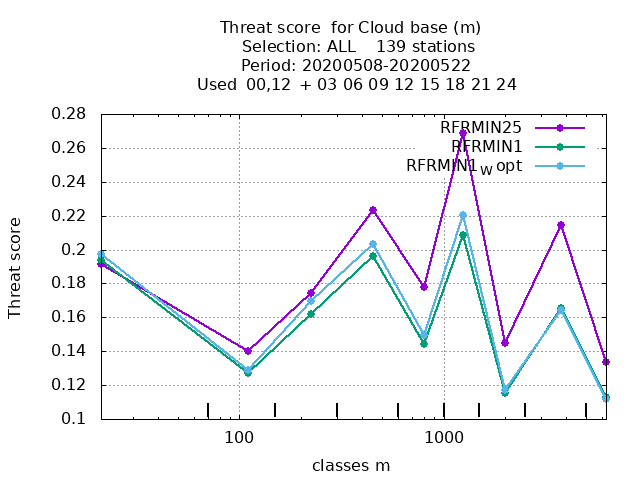 Threat score  for Cloud base (m)
Selection: ALL    139 stations
Period: 20200508-20200522
Used  00,12  + 03 06 09 12 15 18 21 24
0.28
0.26
0.24
0.22
0.2
0.18
0.16
0.14
0.12
0.1
Threat score
RFRMIN25
RFRMIN1
RFRMIN1Wopt
100
1000
classes m